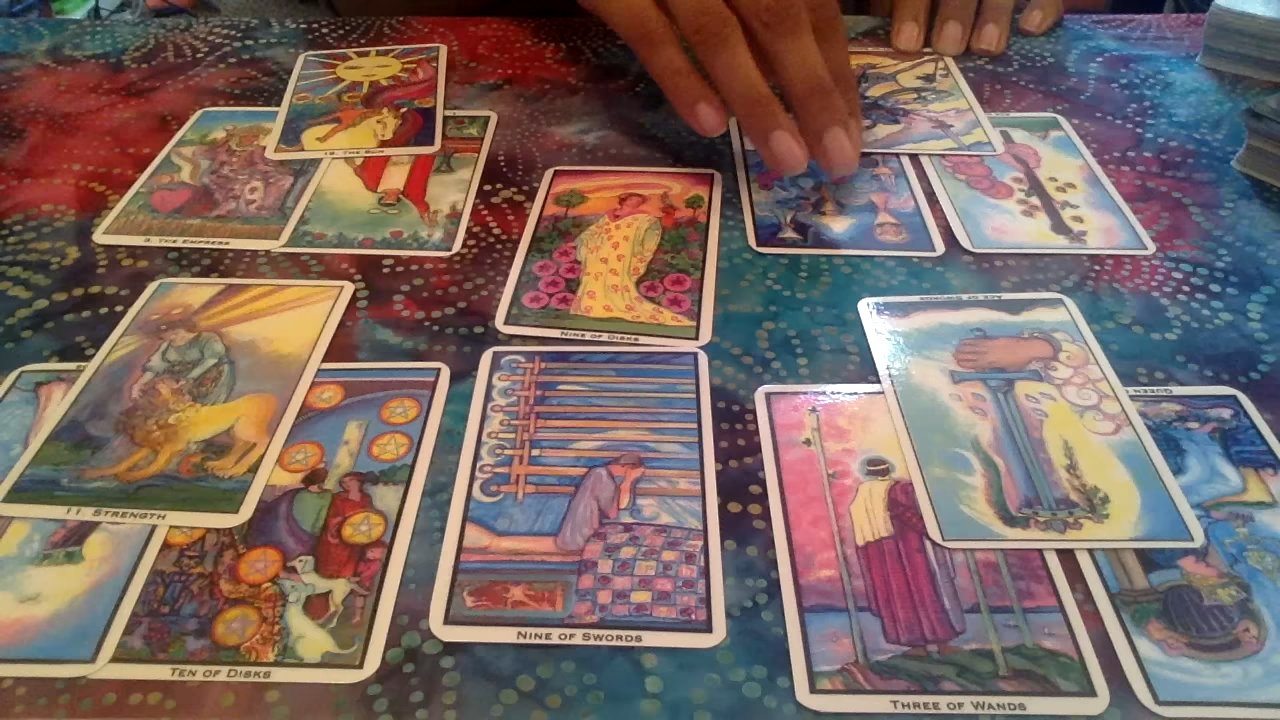 19. THE SUN
3. THE EMPRESS
NINE OF DISKS
ACE OF SWORDS
11 STRENGTH
QUEEN
NINE OF SWORDS
TEN OF DISKS
THREE OF WANDS